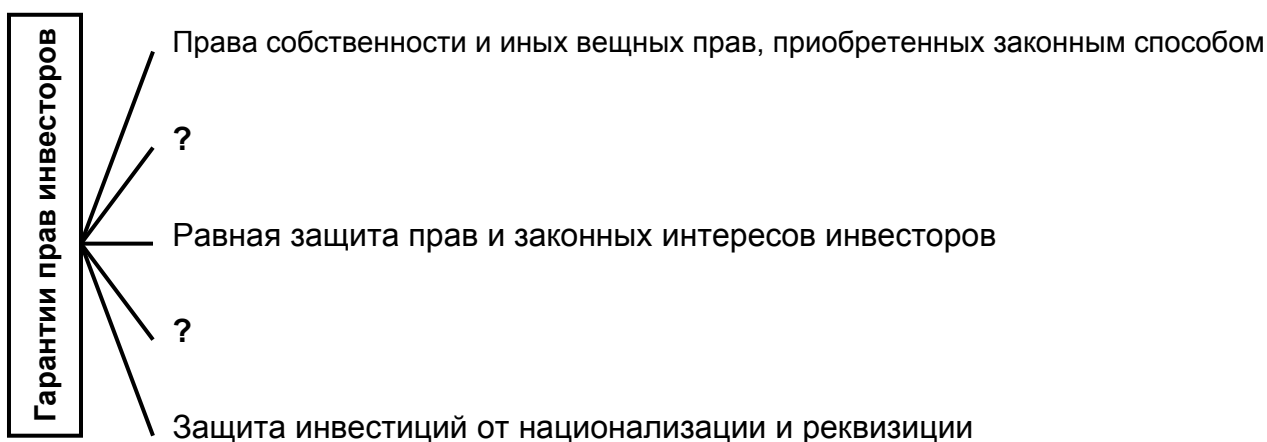 Гарантии прав инвесторов
Права собственности и иных вещных прав, приобретенных законным способом
?
Равная защита прав и законных интересов инвесторов
?
Защита инвестиций от национализации и реквизиции